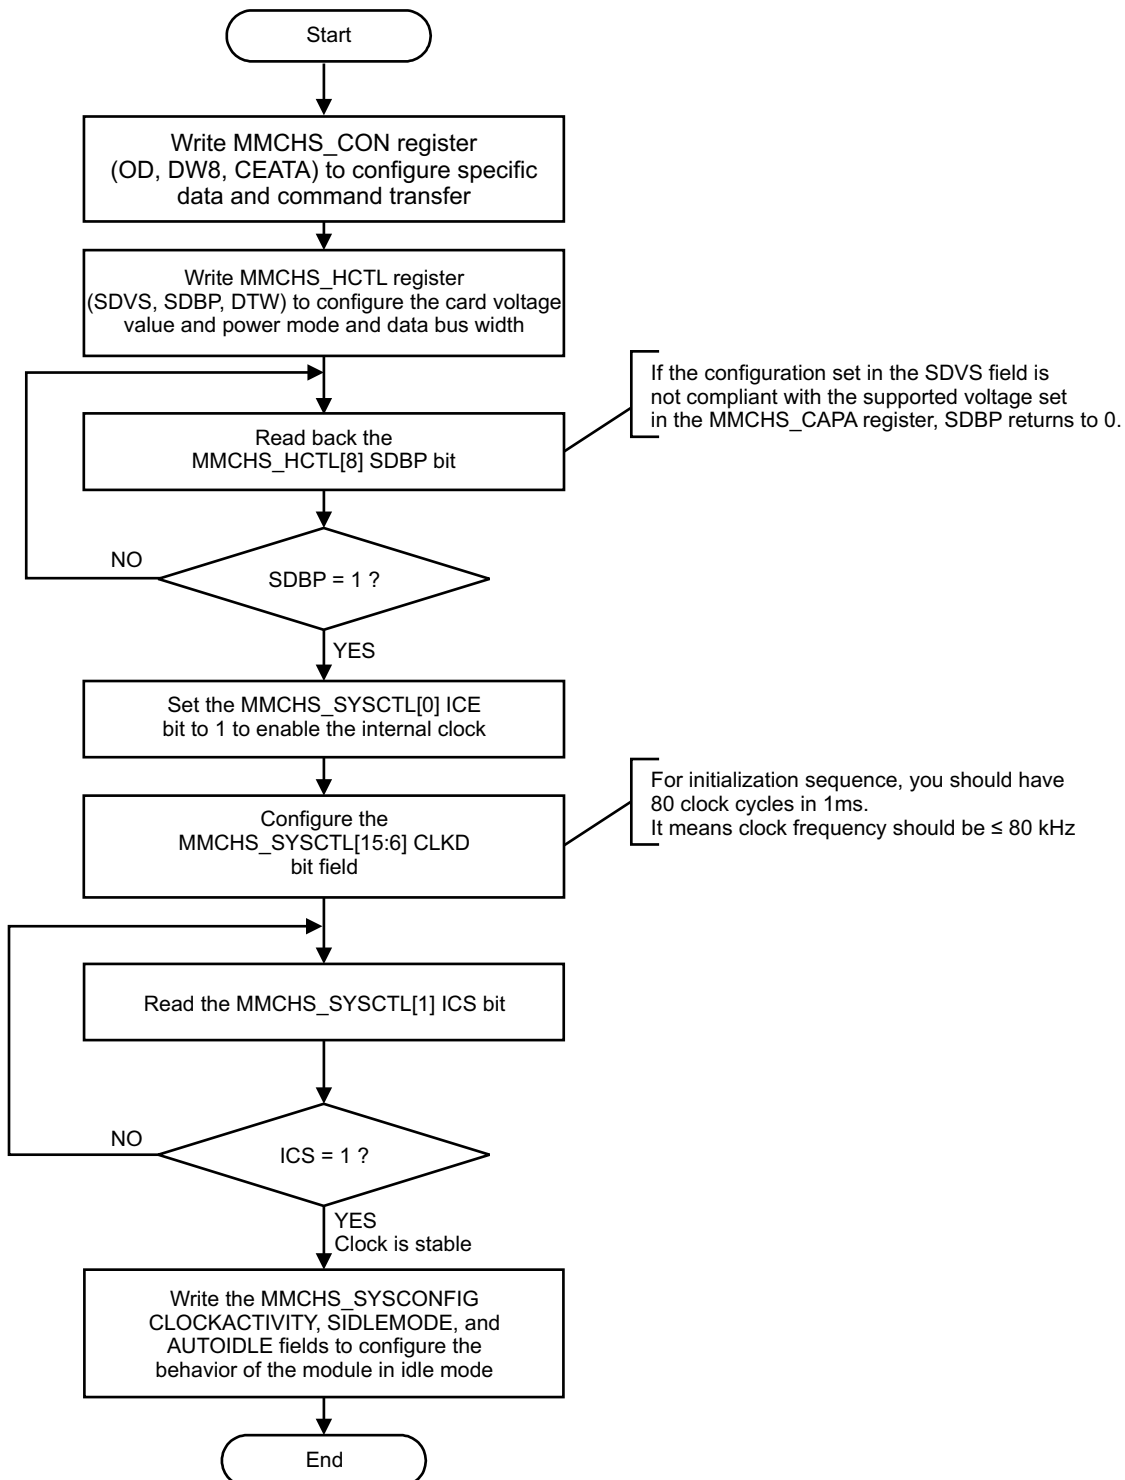 Start
Write MMCHS_CON register
(OD, DW8, CEATA) to configure specific
data and command transfer
Write MMCHS_HCTL register
(SDVS, SDBP, DTW) to configure the card voltage
value and power mode and data bus width
If the configuration set in the SDVS field is
not compliant with the supported voltage set
in the MMCHS_CAPA register, SDBP returns to 0.
Read back the
MMCHS_HCTL[8] SDBP bit
NO
SDBP = 1 ?
YES
Set the MMCHS_SYSCTL[0] ICE
bit to 1 to enable the internal clock
For initialization sequence, you should have
80 clock cycles in 1ms.
It means clock frequency should be ≤ 80 kHz
Configure the
MMCHS_SYSCTL[15:6] CLKD
bit field
Read the MMCHS_SYSCTL[1] ICS bit
NO
ICS = 1 ?
YES
Clock is stable
Write the MMCHS_SYSCONFIG
CLOCKACTIVITY, SIDLEMODE, and
AUTOIDLE fields to configure the
behavior of the module in idle mode
End